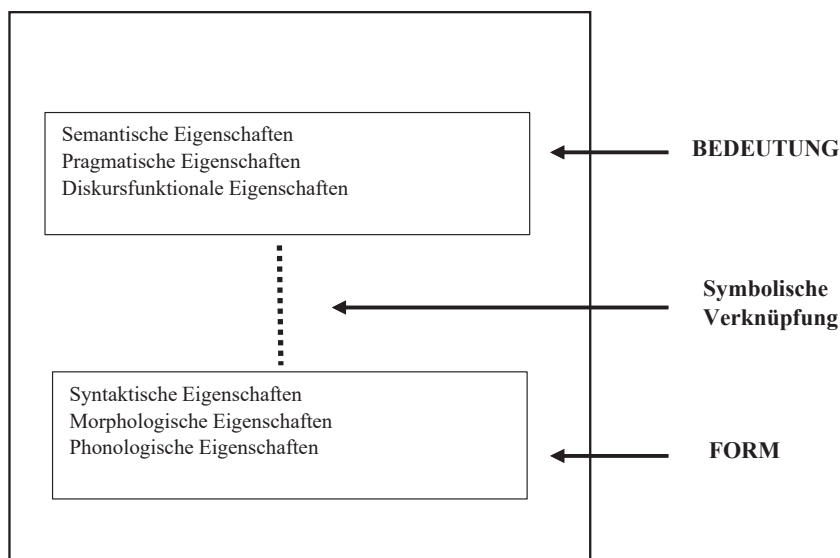 Semantische Eigenschaften
Pragmatische Eigenschaften
Diskursfunktionale Eigenschaften
BEDEUTUNG
Symbolische
Verknüpfung
Syntaktische Eigenschaften
Morphologische Eigenschaften
Phonologische Eigenschaften
FORM